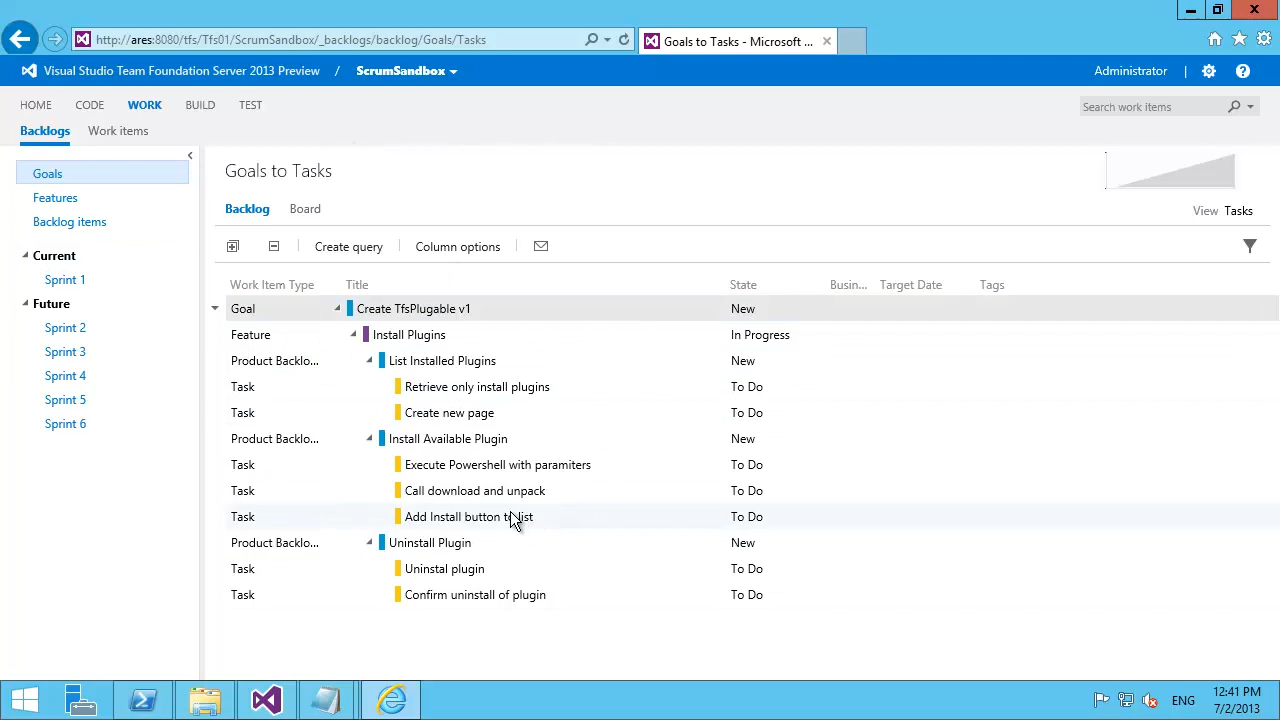 http://ares:8080/tfs/Tfs01/ScrumSandbox/_backlogs/backlog/Goals/Tasks
Goals to Tasks - Microsoft ...
Visual Studio Team Foundation Server 2013 Preview / ScrumSandbox
Administrator
HOME CODE WORK BUILD TEST
Search work items
Backlogs Work items
Goals
Features
Backlog items
Current
Sprint 1
Future
Sprint 2
Sprint 3
Sprint 4
Sprint 5
Sprint 6
Goals to Tasks
Backlog Board
View Tasks
Create query Column options
Work Item Type Title State Busin... Target Date Tags
Goal Create TfsPlugable v1 New
Feature Install Plugins In Progress
Product Backlo... List Installed Plugins New
Task Retrieve only install plugins To Do
Task Create new page To Do
Product Backlo... Install Available Plugin New
Task Execute Powershell with paramiters To Do
Task Call download and unpack To Do
Task Add Install button to list To Do
Product Backlo... Uninstall Plugin New
Task Uninstal plugin To Do
Task Confirm uninstall of plugin To Do
ENG
12:41 PM
7/2/2013